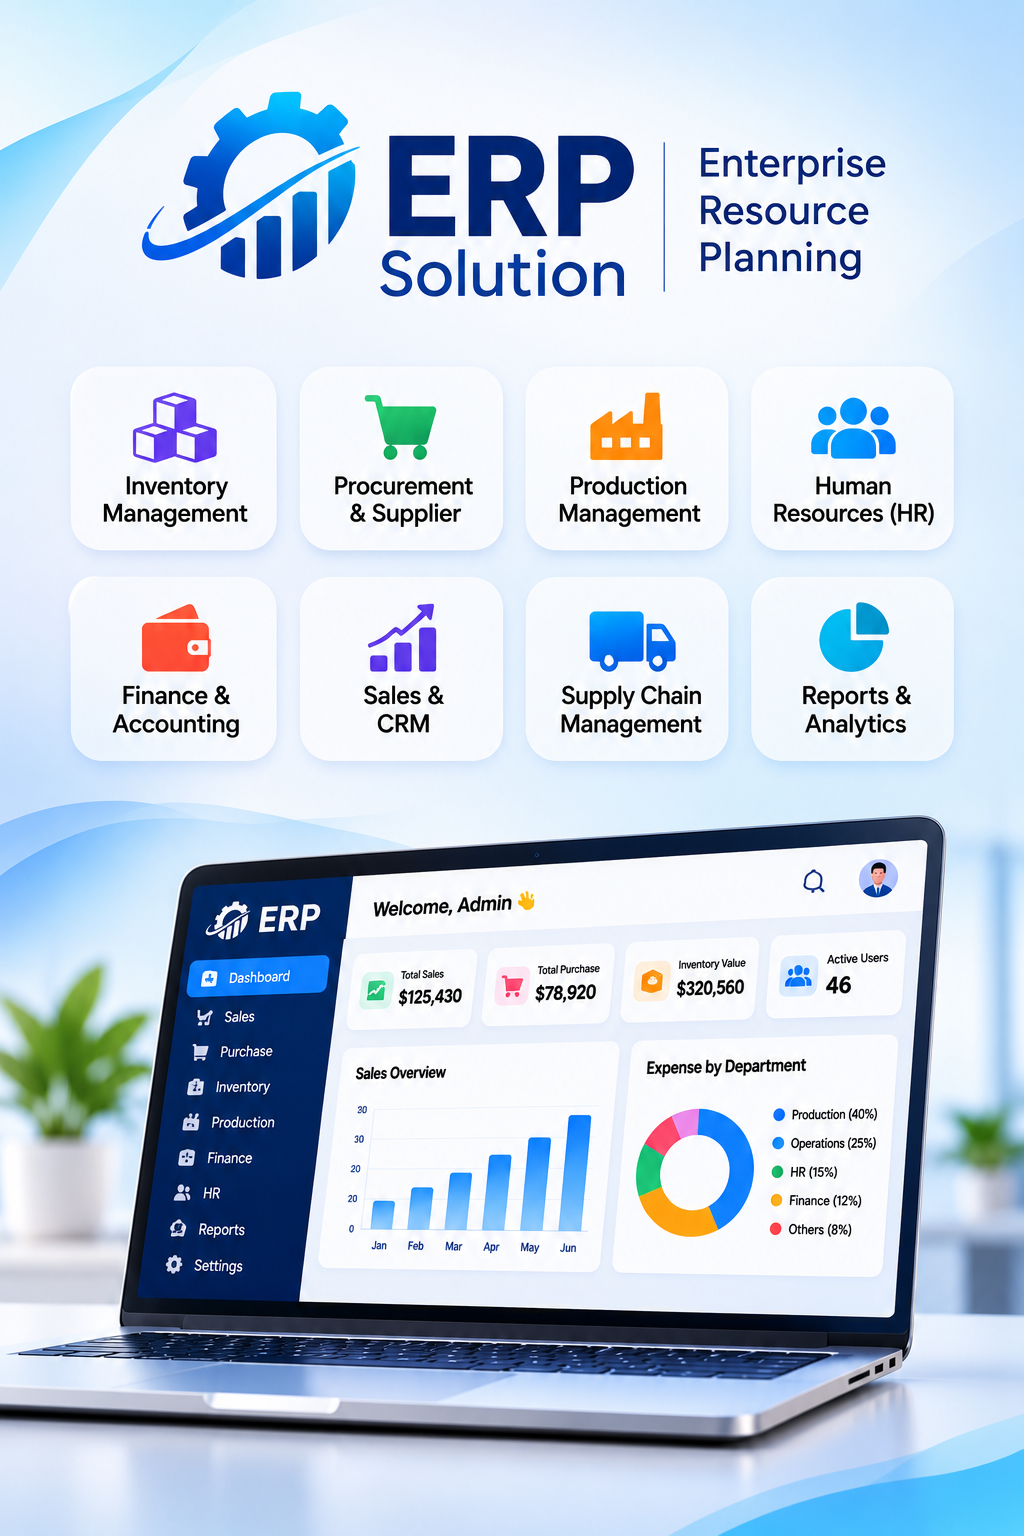 ERP
Solution
Enterprise
Resource
Planning
Inventory
Management
Procurement
& Supplier
Production
Management
Human
Resources (HR)
Finance &
Accounting
Sales &
CRM
Supply Chain
Management
Reports &
Analytics
ERP
Dashboard
Sales
Purchase
Inventory
Production
Finance
HR
Reports
Settings
Welcome, Admin 👋
Total Sales
$125,430
Total Purchase
$78,920
Inventory Value
$320,560
Active Users
46
Sales Overview
30
30
20
20
0
Jan Feb Mar Apr May Jun
Expense by Department
Production (40%)
Operations (25%)
HR (15%)
Finance (12%)
Others (8%)